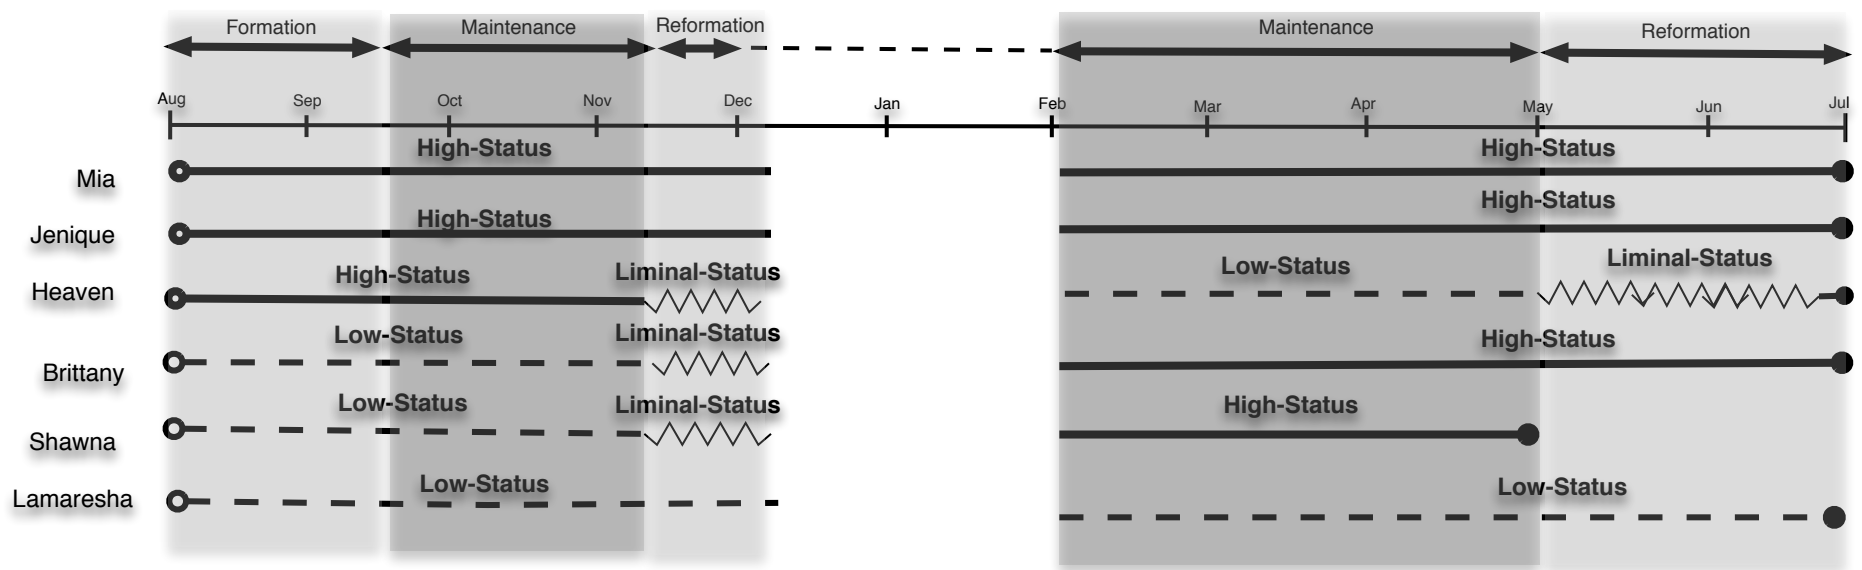 Formation
Maintenance
Reformation
Maintenance
Reformation
Aug
Sep
Oct
Nov
Dec
Jan
Feb
Mar
Apr
May
Jun
Jul
Mia
High-Status
High-Status
Jenique
High-Status
High-Status
Heaven
High-Status
Liminal-Status
Low-Status
Liminal-Status
Brittany
Low-Status
Liminal-Status
High-Status
Shawna
Low-Status
Liminal-Status
High-Status
Lamaresha
Low-Status
Low-Status